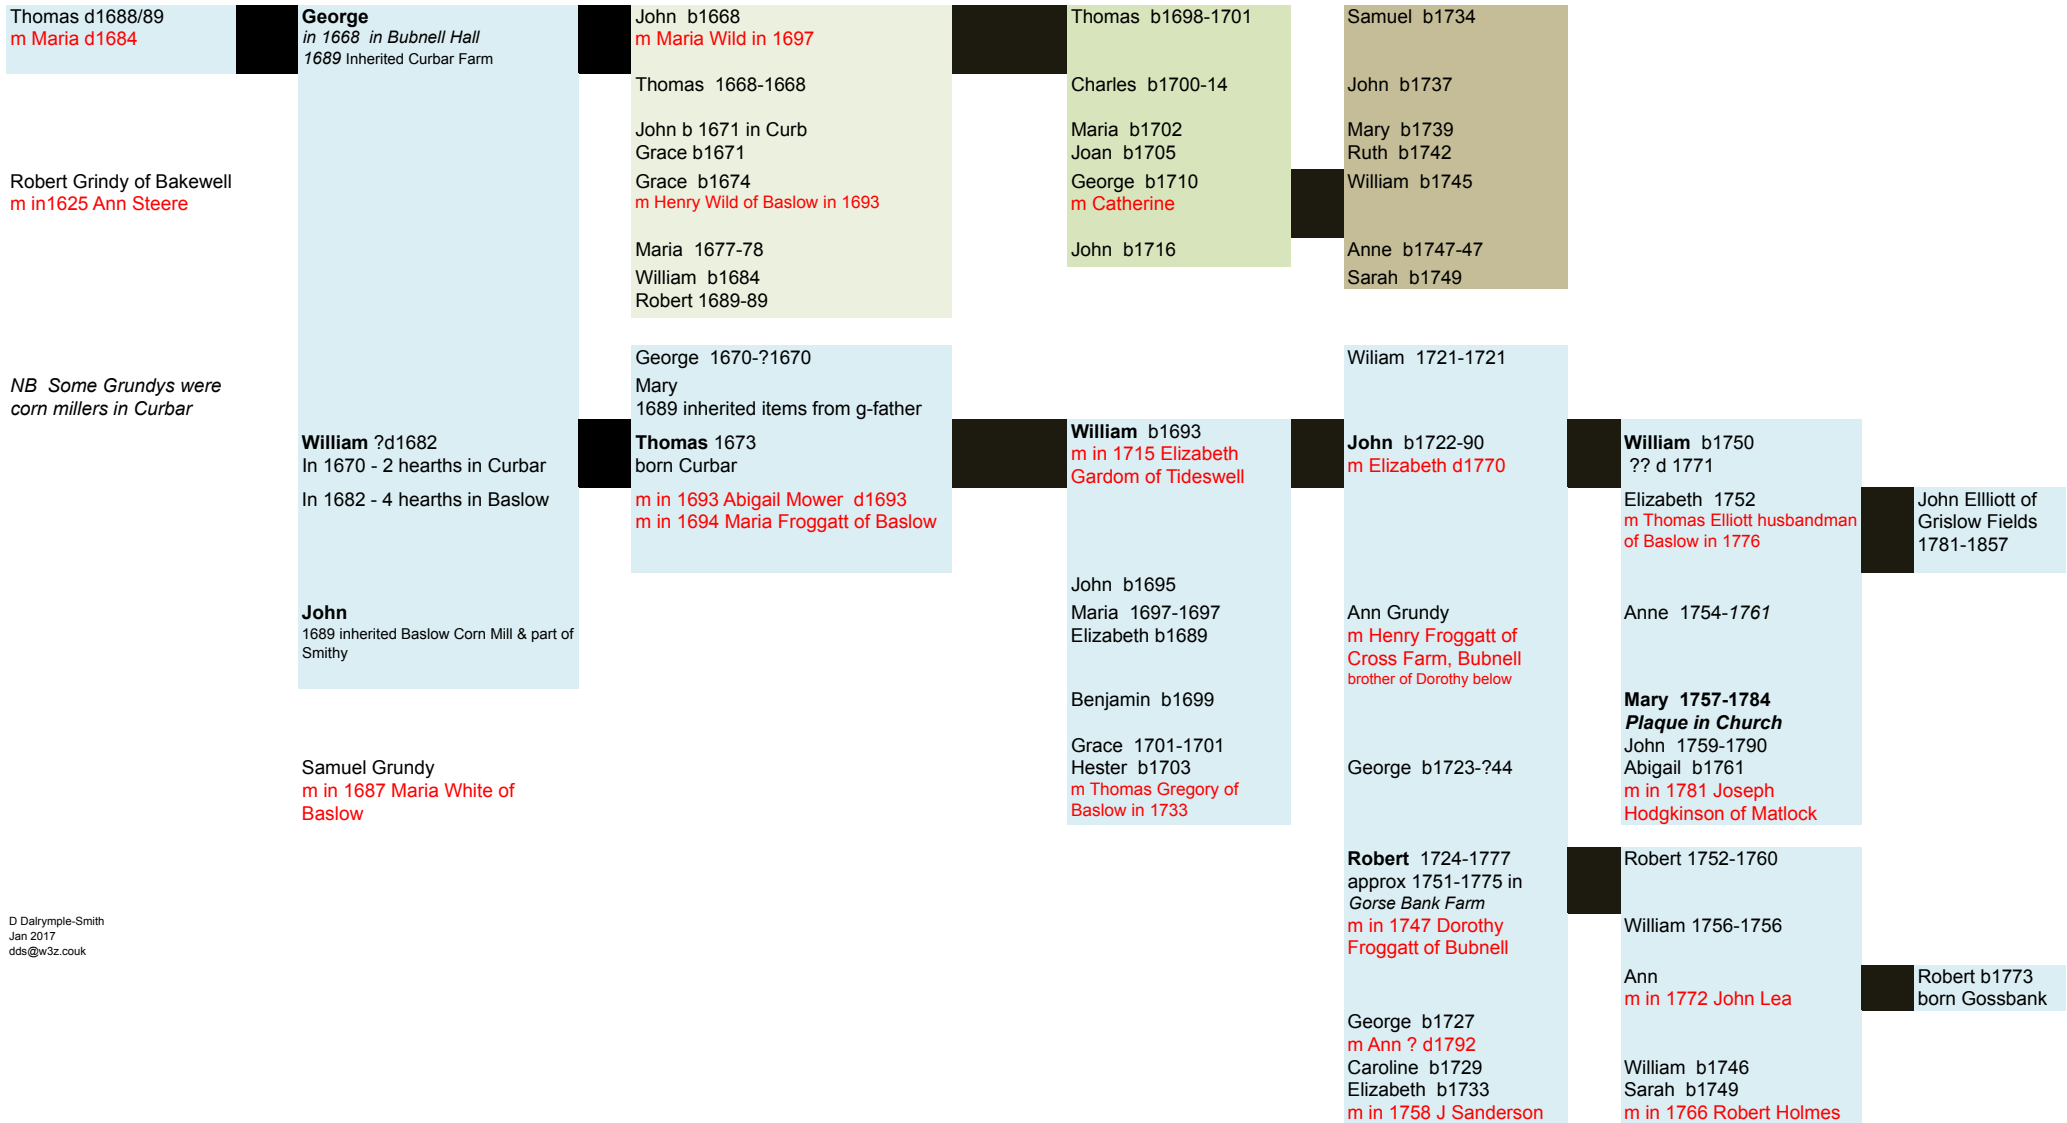 Thomas d1688/89
m Maria d1684
Robert Grindy of Bakewell
m in1625 Ann Steere
NB  Some Grundys were
corn millers in Curbar
D Dalrymple-Smith
Jan 2017
dds@w3z.couk
George
in 1668  in Bubnell Hall
1689 Inherited Curbar Farm
William ?d1682
In 1670 - 2 hearths in Curbar
In 1682 - 4 hearths in Baslow
John
1689 inherited Baslow Corn Mill & part of
Smithy
Samuel Grundy
m in 1687 Maria White of
Baslow
John  b1668
m Maria Wild in 1697
Thomas  1668-1668
John b 1671 in Curb
Grace b1671
Grace  b1674
m Henry Wild of Baslow in 1693
Maria  1677-78
William  b1684
Robert 1689-89
George  1670-?1670
Mary
1689 inherited items from g-father
Thomas 1673
born Curbar
m in 1693 Abigail Mower  d1693
m in 1694 Maria Froggatt of Baslow
Thomas  b1698-1701
Charles  b1700-14
Maria  b1702
Joan  b1705
George  b1710
m Catherine
John  b1716
William  b1693
m in 1715 Elizabeth
Gardom of Tideswell
John  b1695
Maria  1697-1697
Elizabeth b1689
Benjamin  b1699
Grace  1701-1701
Hester  b1703
m Thomas Gregory of
Baslow in 1733
Samuel  b1734
John  b1737
Mary  b1739
Ruth  b1742
William  b1745
Anne  b1747-47
Sarah  b1749
Wiliam  1721-1721
John  b1722-90
m Elizabeth d1770
Ann Grundy
m Henry Froggatt of
Cross Farm, Bubnell
brother of Dorothy below
George  b1723-?44
Robert  1724-1777
approx 1751-1775 in
Gorse Bank Farm
m in 1747 Dorothy
Froggatt of Bubnell
George  b1727
m Ann ? d1792
Caroline  b1729
Elizabeth  b1733
m in 1758 J Sanderson
William  b1750
?? d 1771
Elizabeth  1752
m Thomas Elliott husbandman
of Baslow in 1776
Anne  1754-1761
Mary  1757-1784
Plaque in Church
John  1759-1790
Abigail  b1761
m in 1781 Joseph
Hodgkinson of Matlock
Robert 1752-1760
William 1756-1756
Ann
m in 1772 John Lea
William  b1746
Sarah  b1749
m in 1766 Robert Holmes
John Ellliott of
Grislow Fields
1781-1857
Robert b1773
born Gossbank